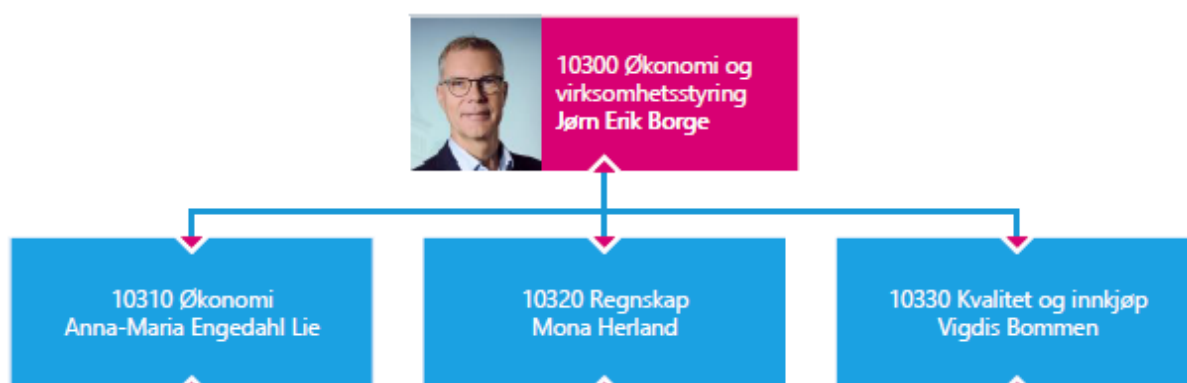 10300 Økonomi og
virksomhetsstyring
Jørn Erik Borge
10310 Økonomi
Anna-Maria Engedahl Lie
10320 Regnskap
Mona Herland
10330 Kvalitet og innkjøp
Vigdis Bommen